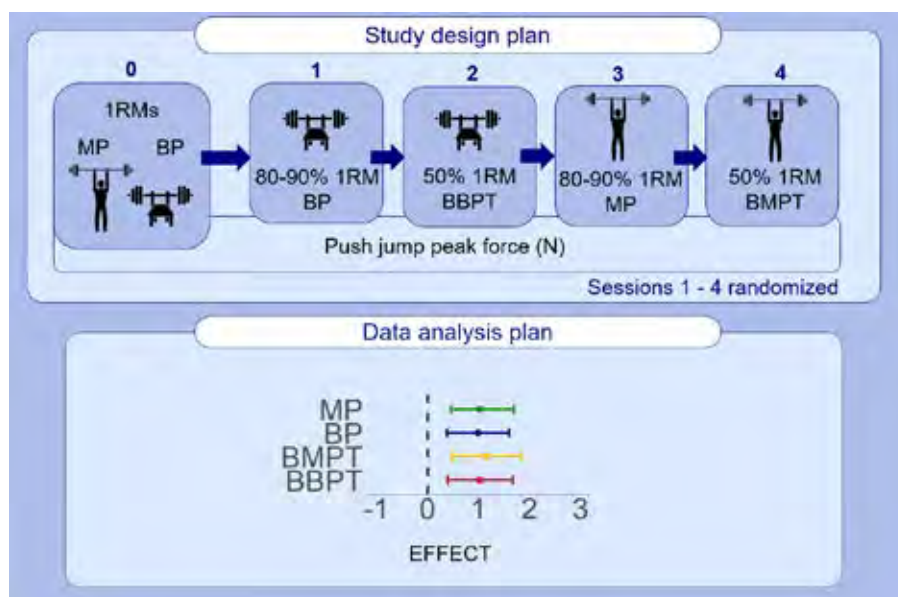 Study design plan
0
1
2
3
4
1RMs
MP BP
80-90% 1RM
BP
50% 1RM
BBPT
80-90% 1RM
MP
50% 1RM
BMPT
Push jump peak force (N)
Sessions 1 - 4 randomized
Data analysis plan
MP
BP
BMPT
BBPT
-1 0 1 2 3
EFFECT